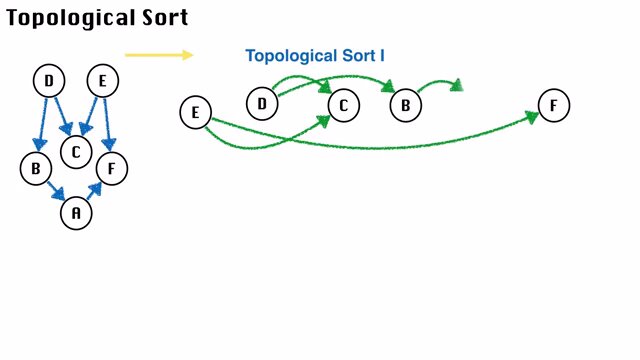 Topological Sort
Topological Sort I
D E
E D C B F
C
B F
A